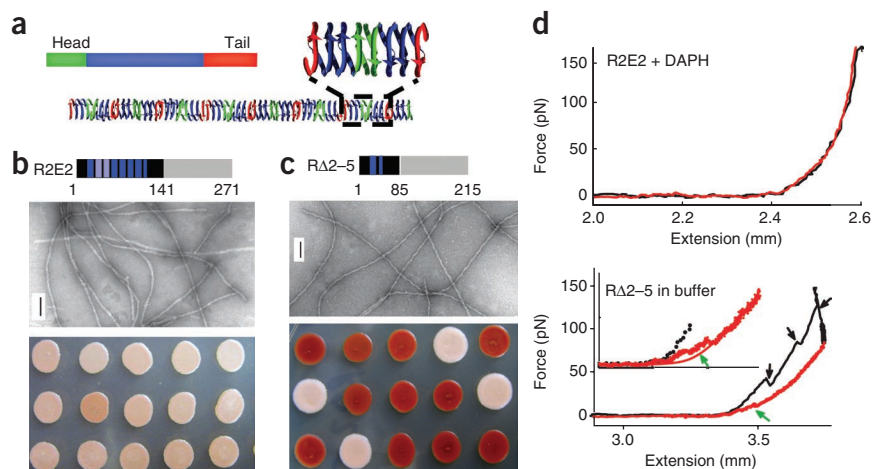 a
Head Tail
b
R2E2
1 141 271
c
RΔ2–5
1 85 215
d
R2E2 + DAPH
Force (pN)
150
100
50
0
2.0 2.2 2.4 2.6
Extension (mm)
RΔ2–5 in buffer
Force (pN)
150
100
50
0
3.0 3.5
Extension (mm)